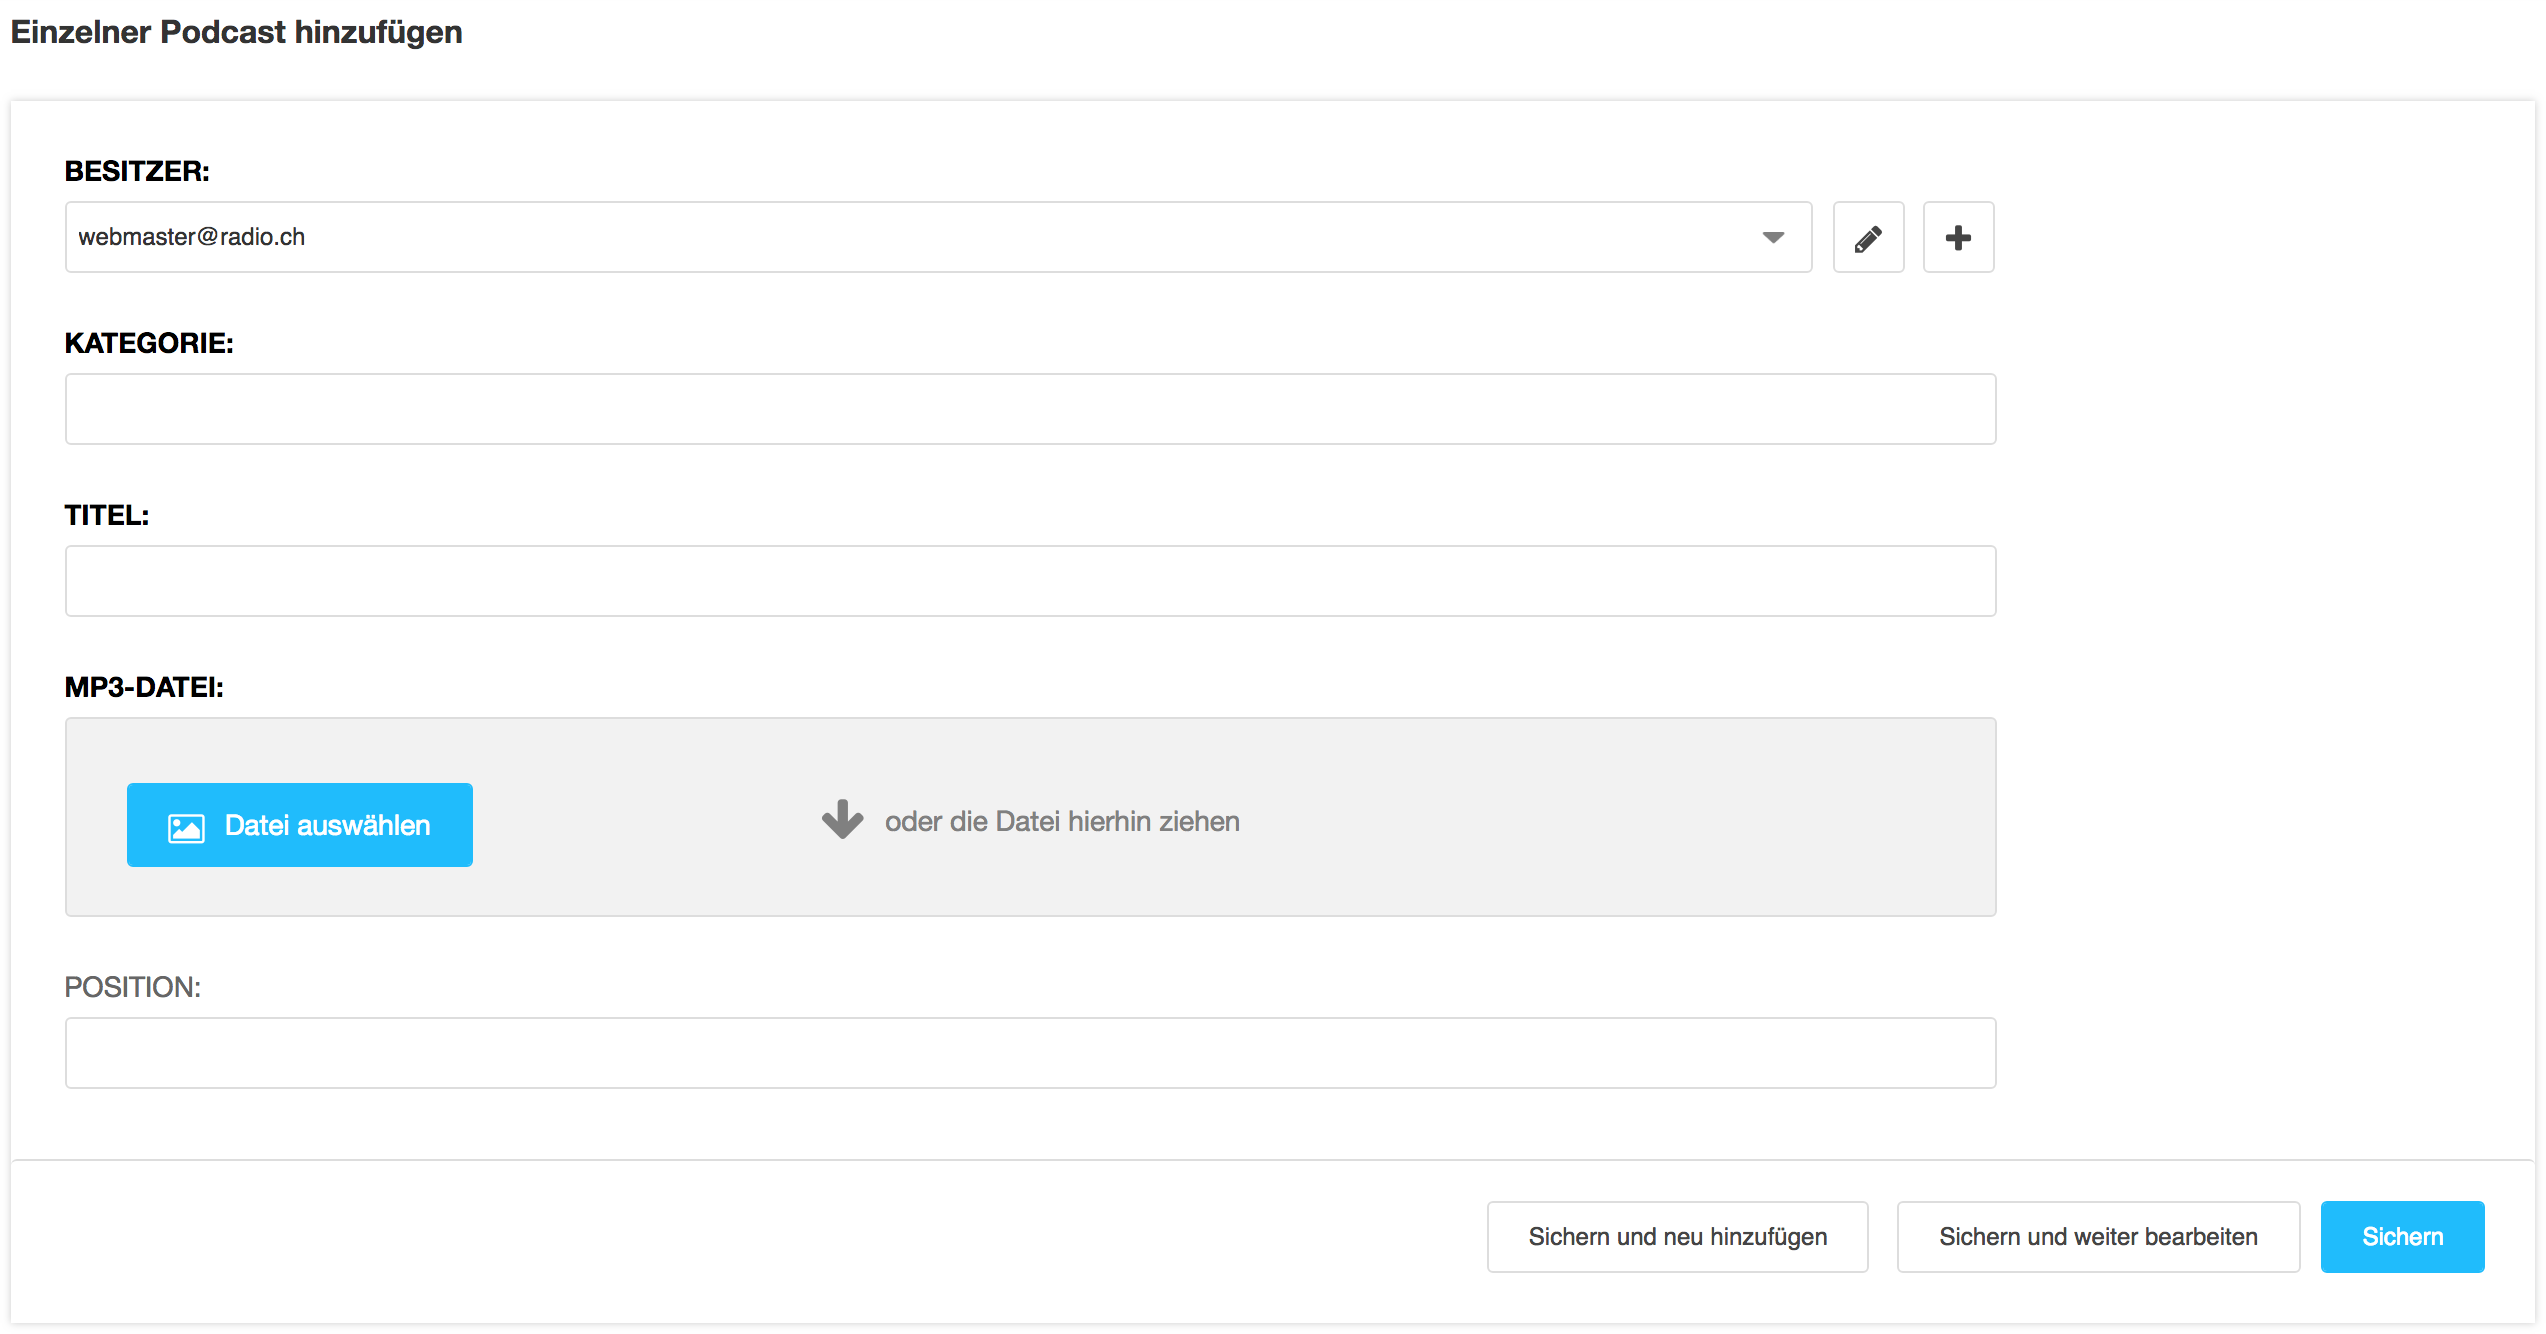 Einzelner Podcast hinzufügen
BESITZER:
webmaster@radio.ch
KATEGORIE:
TITEL:
MP3-DATEI:
Datei auswählen
oder die Datei hierhin ziehen
POSITION:
Sichern und neu hinzufügen
Sichern und weiter bearbeiten
Sichern